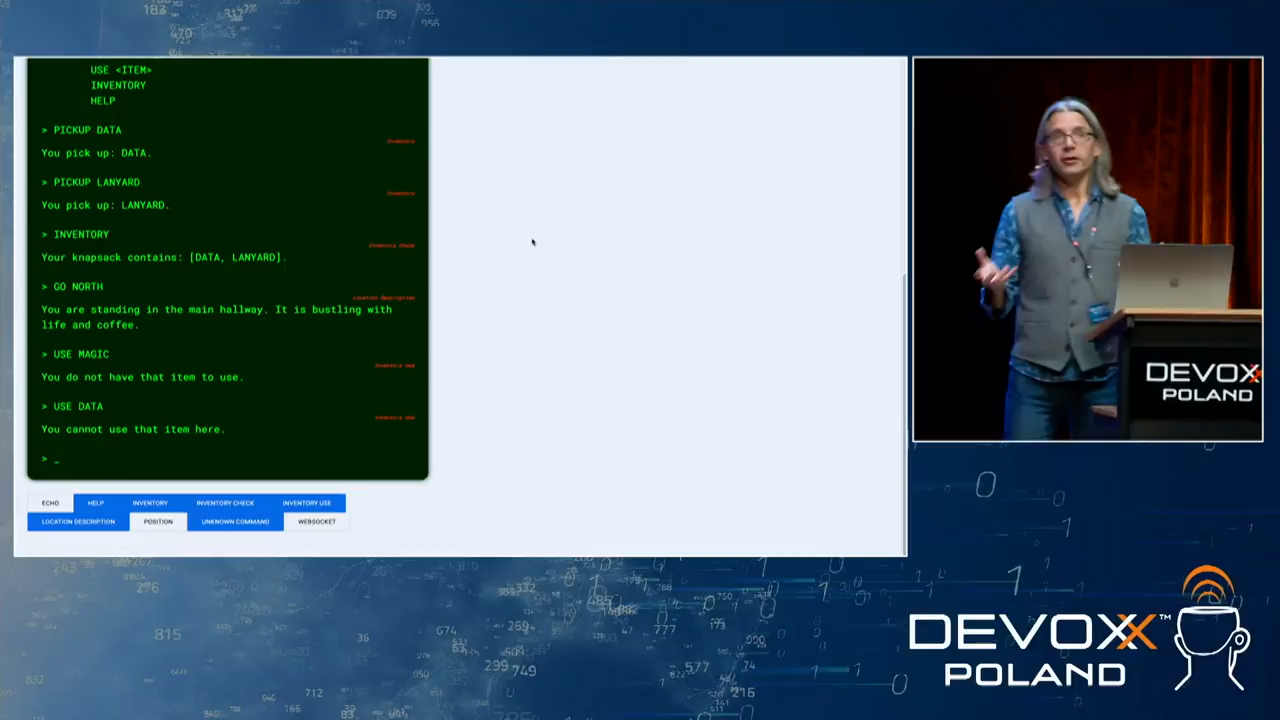 USE <ITEM>
INVENTORY
HELP
> PICKUP DATA
Inventory
You pick up: DATA.
> PICKUP LANYARD
Inventory
You pick up: LANYARD.
> INVENTORY
Inventory Check
Your knapsack contains: [DATA, LANYARD].
> GO NORTH
Location Description
You are standing in the main hallway. It is bustling with
life and coffee.
> USE MAGIC
Inventory Use
You do not have that item to use.
> USE DATA
Inventory Use
You cannot use that item here.
> _
ECHO HELP INVENTORY INVENTORY CHECK INVENTORY USE
LOCATION DESCRIPTION POSITION UNKNOWN COMMAND WEBSOCKET
DEVOXX
POLAND
DEVOXX™
POLAND